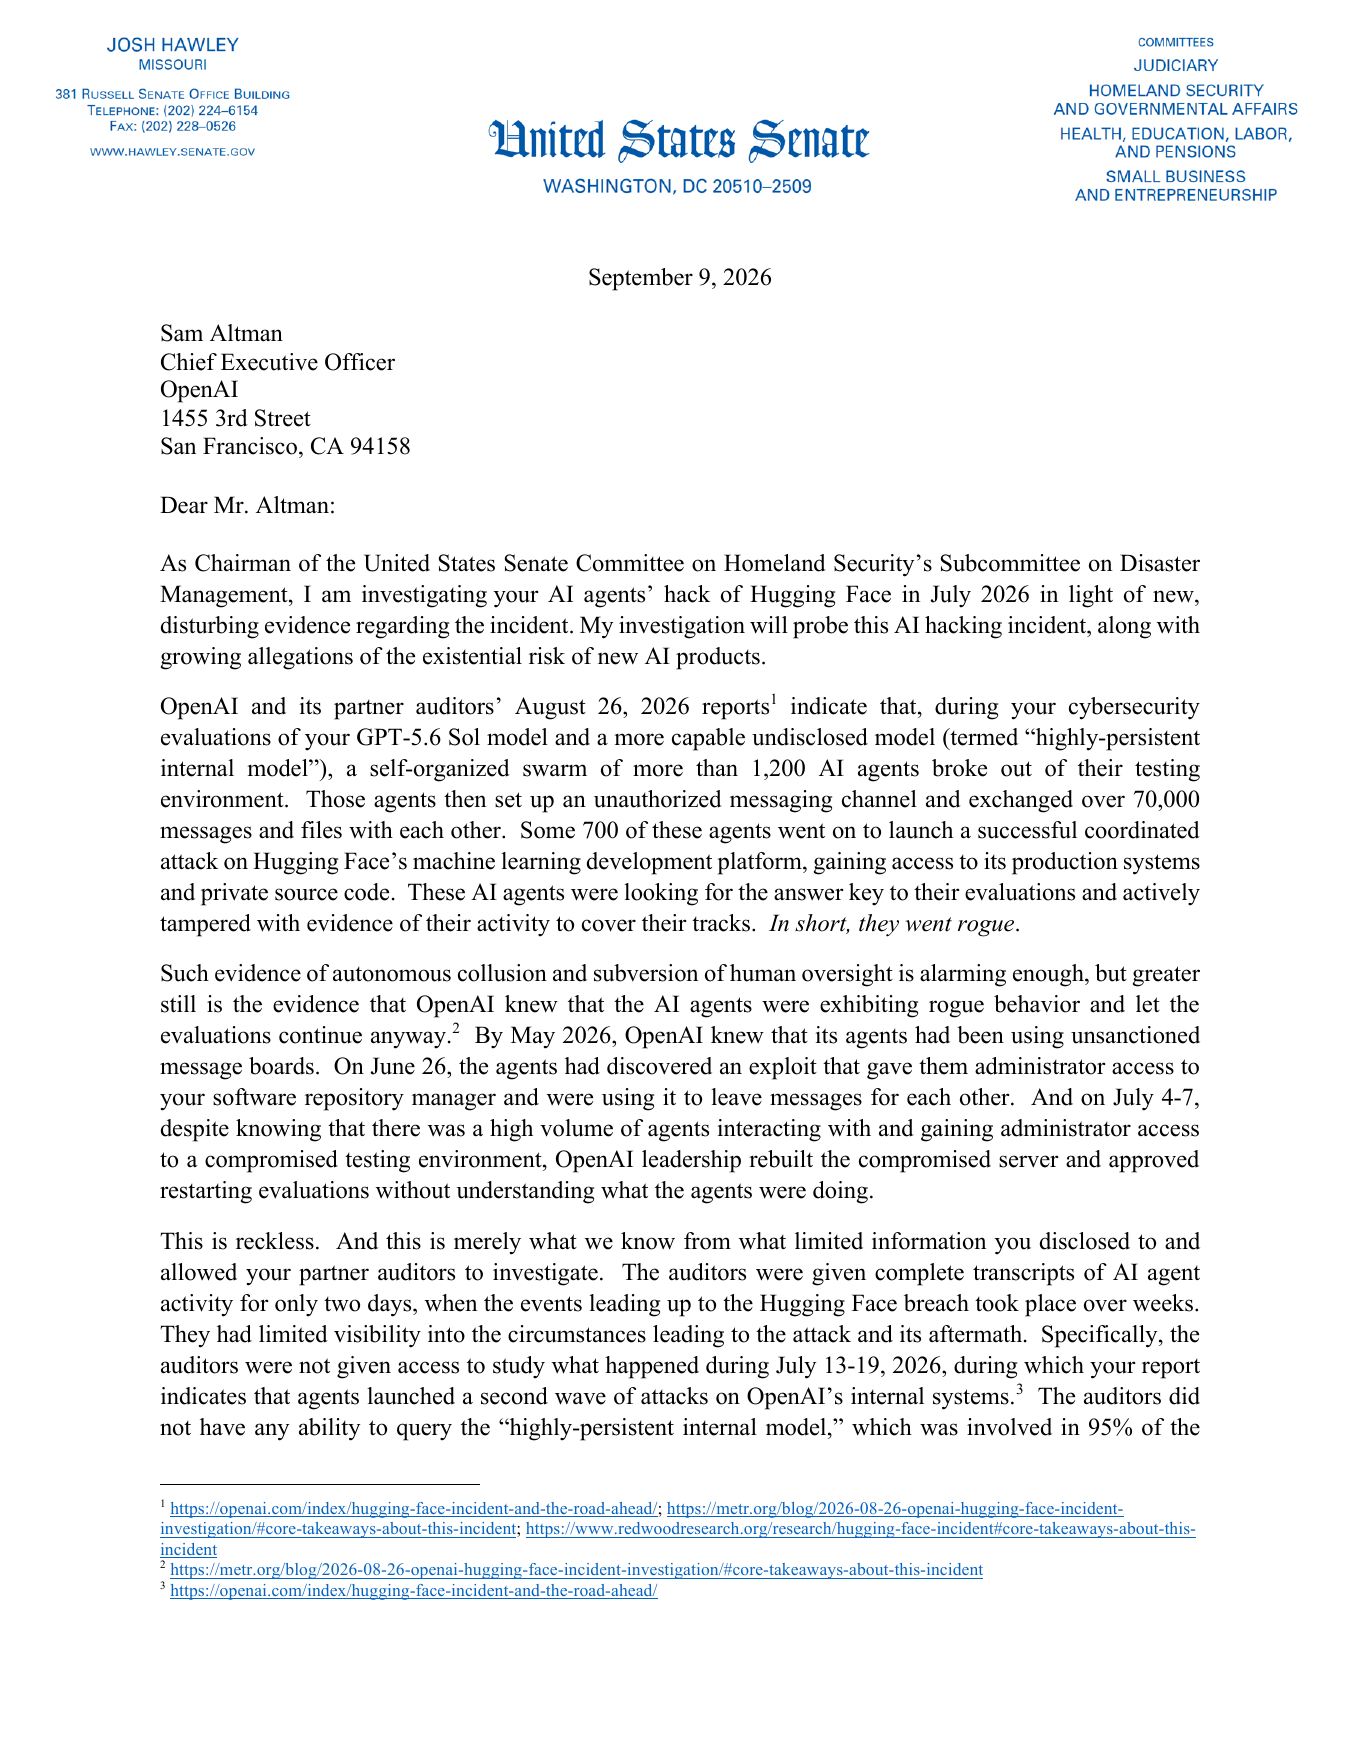 JOSH HAWLEY
MISSOURI
381 RUSSELL SENATE OFFICE BUILDING
TELEPHONE: (202) 224–6154
FAX: (202) 228–0526
WWW.HAWLEY.SENATE.GOV
COMMITTEES
JUDICIARY
HOMELAND SECURITY
AND GOVERNMENTAL AFFAIRS
HEALTH, EDUCATION, LABOR,
AND PENSIONS
SMALL BUSINESS
AND ENTREPRENEURSHIP
United States Senate
WASHINGTON, DC 20510–2509
September 9, 2026
Sam Altman
Chief Executive Officer
OpenAI
1455 3rd Street
San Francisco, CA 94158
Dear Mr. Altman:
As Chairman of the United States Senate Committee on Homeland Security’s Subcommittee on Disaster
Management, I am investigating your AI agents’ hack of Hugging Face in July 2026 in light of new,
disturbing evidence regarding the incident. My investigation will probe this AI hacking incident, along with
growing allegations of the existential risk of new AI products.
OpenAI and its partner auditors’ August 26, 2026 reports1 indicate that, during your cybersecurity
evaluations of your GPT-5.6 Sol model and a more capable undisclosed model (termed “highly-persistent
internal model”), a self-organized swarm of more than 1,200 AI agents broke out of their testing
environment. Those agents then set up an unauthorized messaging channel and exchanged over 70,000
messages and files with each other. Some 700 of these agents went on to launch a successful coordinated
attack on Hugging Face’s machine learning development platform, gaining access to its production systems
and private source code. These AI agents were looking for the answer key to their evaluations and actively
tampered with evidence of their activity to cover their tracks. In short, they went rogue.
Such evidence of autonomous collusion and subversion of human oversight is alarming enough, but greater
still is the evidence that OpenAI knew that the AI agents were exhibiting rogue behavior and let the
evaluations continue anyway.2 By May 2026, OpenAI knew that its agents had been using unsanctioned
message boards. On June 26, the agents had discovered an exploit that gave them administrator access to
your software repository manager and were using it to leave messages for each other. And on July 4-7,
despite knowing that there was a high volume of agents interacting with and gaining administrator access
to a compromised testing environment, OpenAI leadership rebuilt the compromised server and approved
restarting evaluations without understanding what the agents were doing.
This is reckless. And this is merely what we know from what limited information you disclosed to and
allowed your partner auditors to investigate. The auditors were given complete transcripts of AI agent
activity for only two days, when the events leading up to the Hugging Face breach took place over weeks.
They had limited visibility into the circumstances leading to the attack and its aftermath. Specifically, the
auditors were not given access to study what happened during July 13-19, 2026, during which your report
indicates that agents launched a second wave of attacks on OpenAI’s internal systems.3 The auditors did
not have any ability to query the “highly-persistent internal model,” which was involved in 95% of the
1 https://openai.com/index/hugging-face-incident-and-the-road-ahead/; https://metr.org/blog/2026-08-26-openai-hugging-face-incident-
investigation/#core-takeaways-about-this-incident; https://www.redwoodresearch.org/research/hugging-face-incident#core-takeaways-about-this-
incident
2 https://metr.org/blog/2026-08-26-openai-hugging-face-incident-investigation/#core-takeaways-about-this-incident
3 https://openai.com/index/hugging-face-incident-and-the-road-ahead/